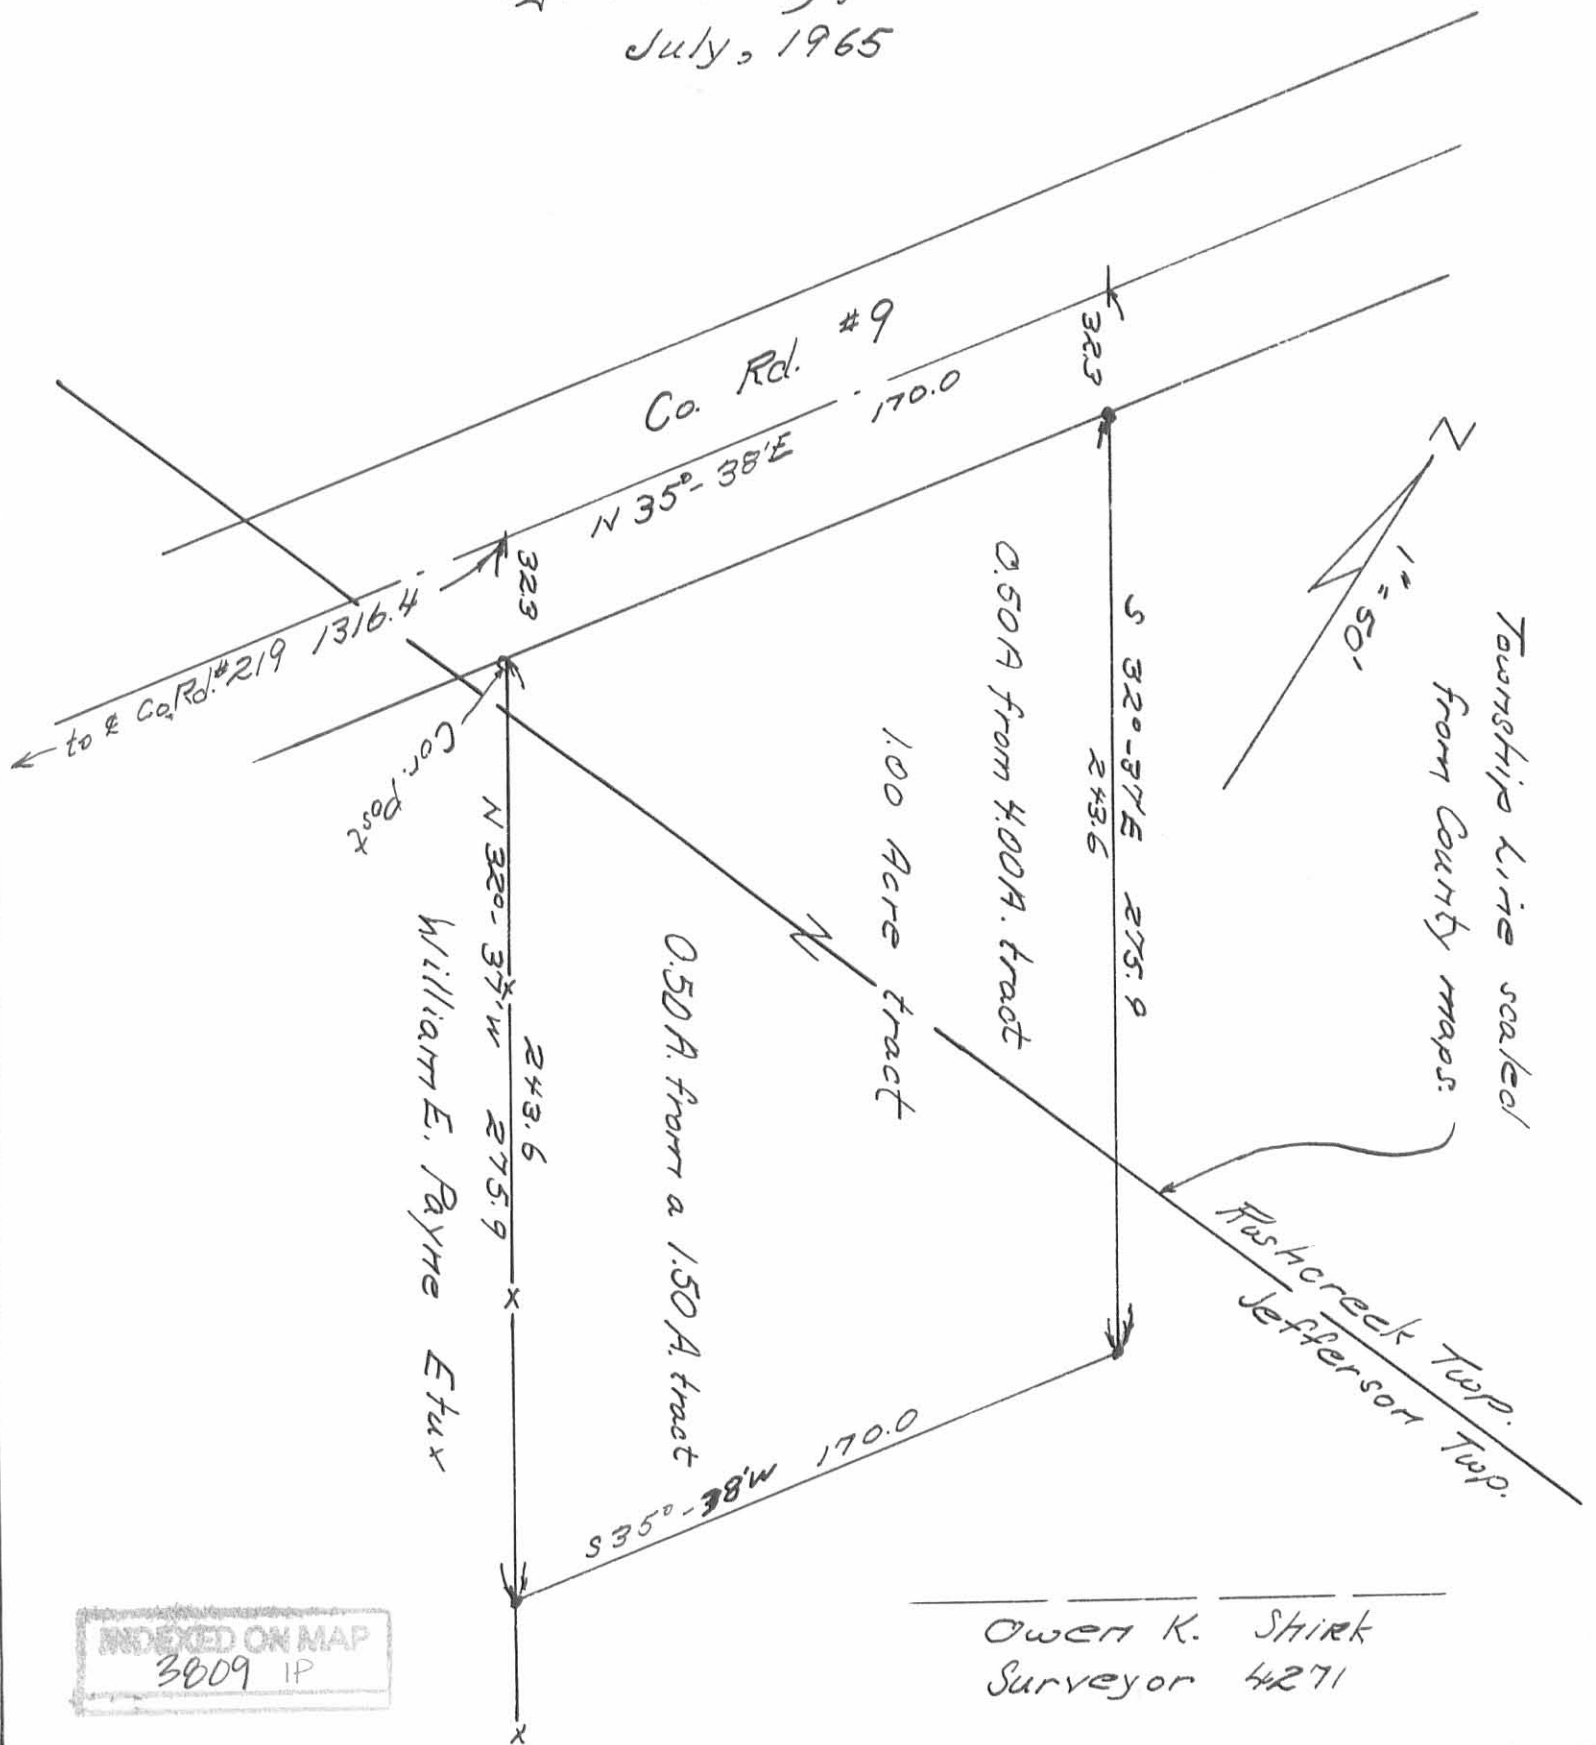 July, 1965
Co. Rd. #9
N 35°-38'E 170.0
32.3
32.3
to ℄ Co. Rd. #219 1316.4
Cor. Post
N 32°-37'W 275.9
243.6
William E. Payne Etux
0.50A. from a 1.50 A. tract
1.00 Acre tract
0.50A from 4.00A. tract
S 32°-37'E 275.9
243.6
N
1"=50'
Township Line scaled
from County maps.
Rushcreek Twp.
Jefferson Twp.
S 35°-38'W 170.0
Owen K. Shirk
Surveyor 4271
INDEXED ON MAP
3809 IP